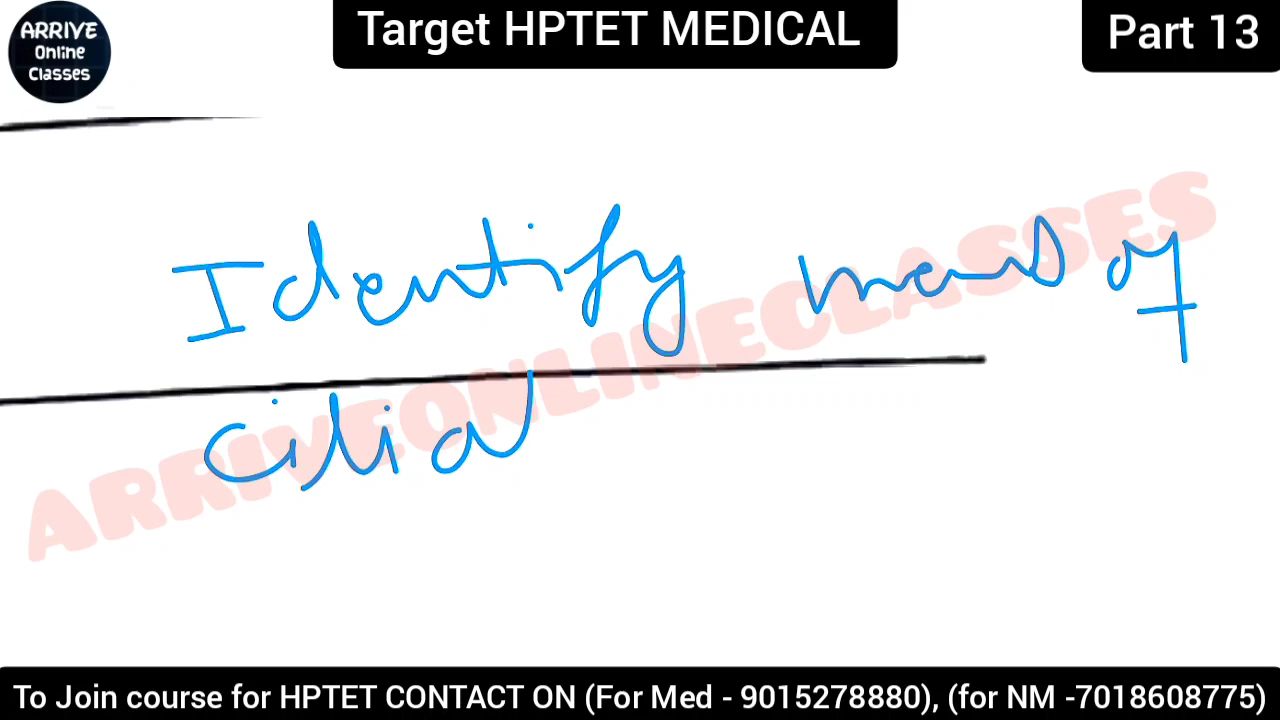 ARRIVE
Online
Classes
Target HPTET MEDICAL
Part 13
Identify of
ARRIVEONLINECLASSES
To Join course for HPTET CONTACT ON (For Med - 9015278880), (for NM -7018608775)